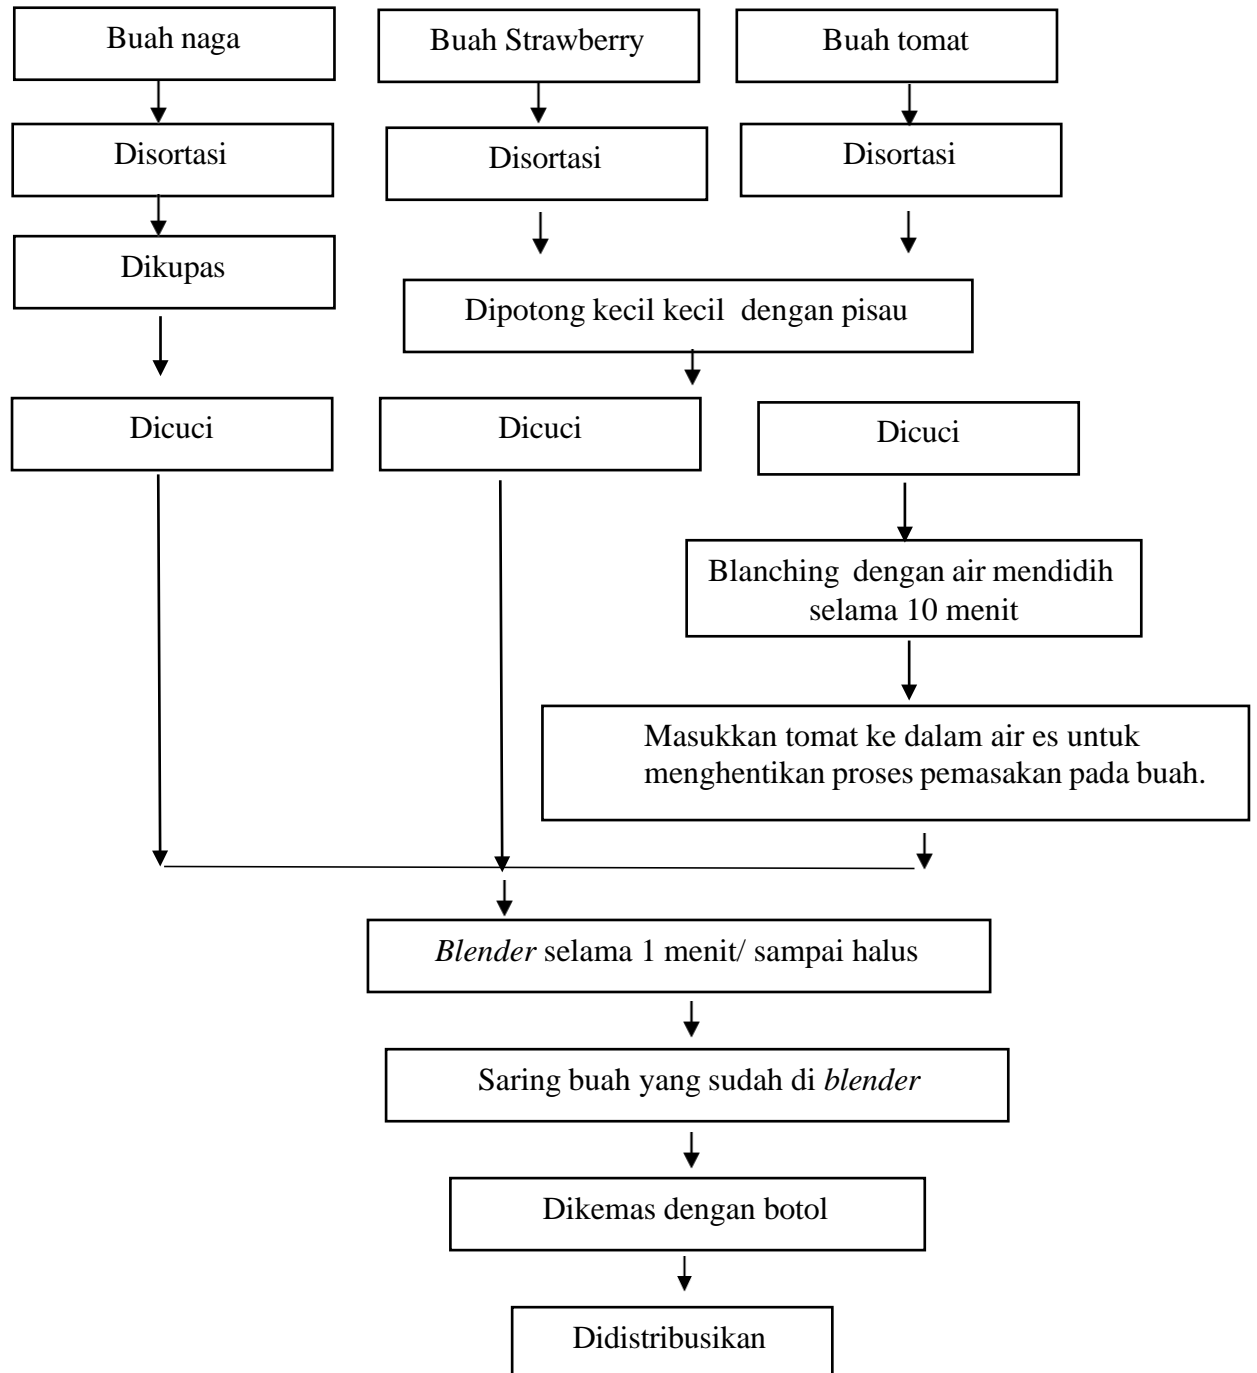 Buah naga
Buah Strawberry
Buah tomat
Disortasi
Disortasi
Disortasi
Dikupas
Dipotong kecil kecil dengan pisau
Dicuci
Dicuci
Dicuci
Blanching dengan air mendidih
selama 10 menit
Masukkan tomat ke dalam air es untuk
menghentikan proses pemasakan pada buah.
Blender selama 1 menit/ sampai halus
Saring buah yang sudah di blender
Dikemas dengan botol
Didistribusikan